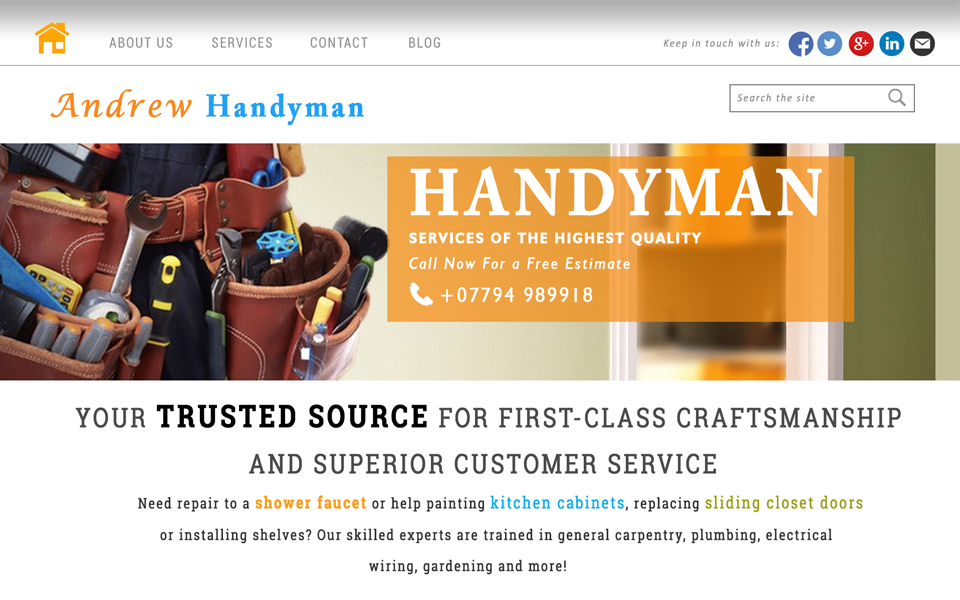 ABOUT US SERVICES CONTACT BLOG Keep in touch with us:
Andrew Handyman
Search the site
HANDYMAN
SERVICES OF THE HIGHEST QUALITY
Call Now For a Free Estimate
+07794 989918
YOUR TRUSTED SOURCE FOR FIRST-CLASS CRAFTSMANSHIP
AND SUPERIOR CUSTOMER SERVICE
Need repair to a shower faucet or help painting kitchen cabinets, replacing sliding closet doors
or installing shelves? Our skilled experts are trained in general carpentry, plumbing, electrical
wiring, gardening and more!